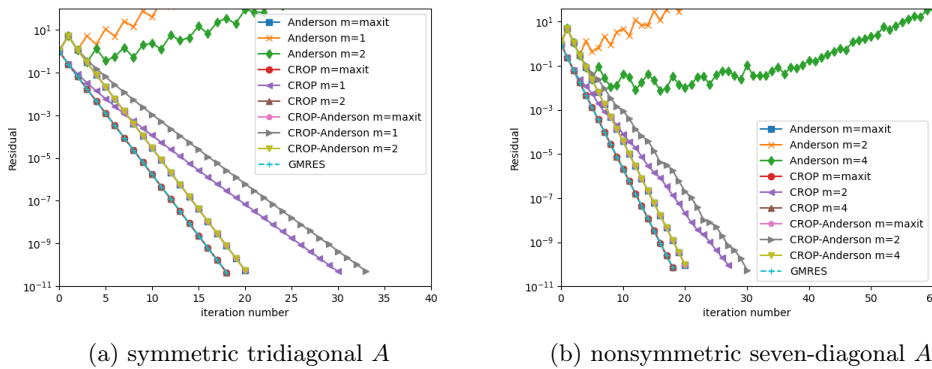 10¹
10⁻¹
10⁻³
10⁻⁵
10⁻⁷
10⁻⁹
10⁻¹¹
Residual
0 5 10 15 20 25 30 35 40
iteration number
Anderson m=maxit
Anderson m=1
Anderson m=2
CROP m=maxit
CROP m=1
CROP m=2
CROP-Anderson m=maxit
CROP-Anderson m=1
CROP-Anderson m=2
GMRES
(a) symmetric tridiagonal A
10¹
10⁻¹
10⁻³
10⁻⁵
10⁻⁷
10⁻⁹
10⁻¹¹
Residual
0 10 20 30 40 50 60
iteration number
Anderson m=maxit
Anderson m=2
Anderson m=4
CROP m=maxit
CROP m=2
CROP m=4
CROP-Anderson m=maxit
CROP-Anderson m=2
CROP-Anderson m=4
GMRES
(b) nonsymmetric seven-diagonal A